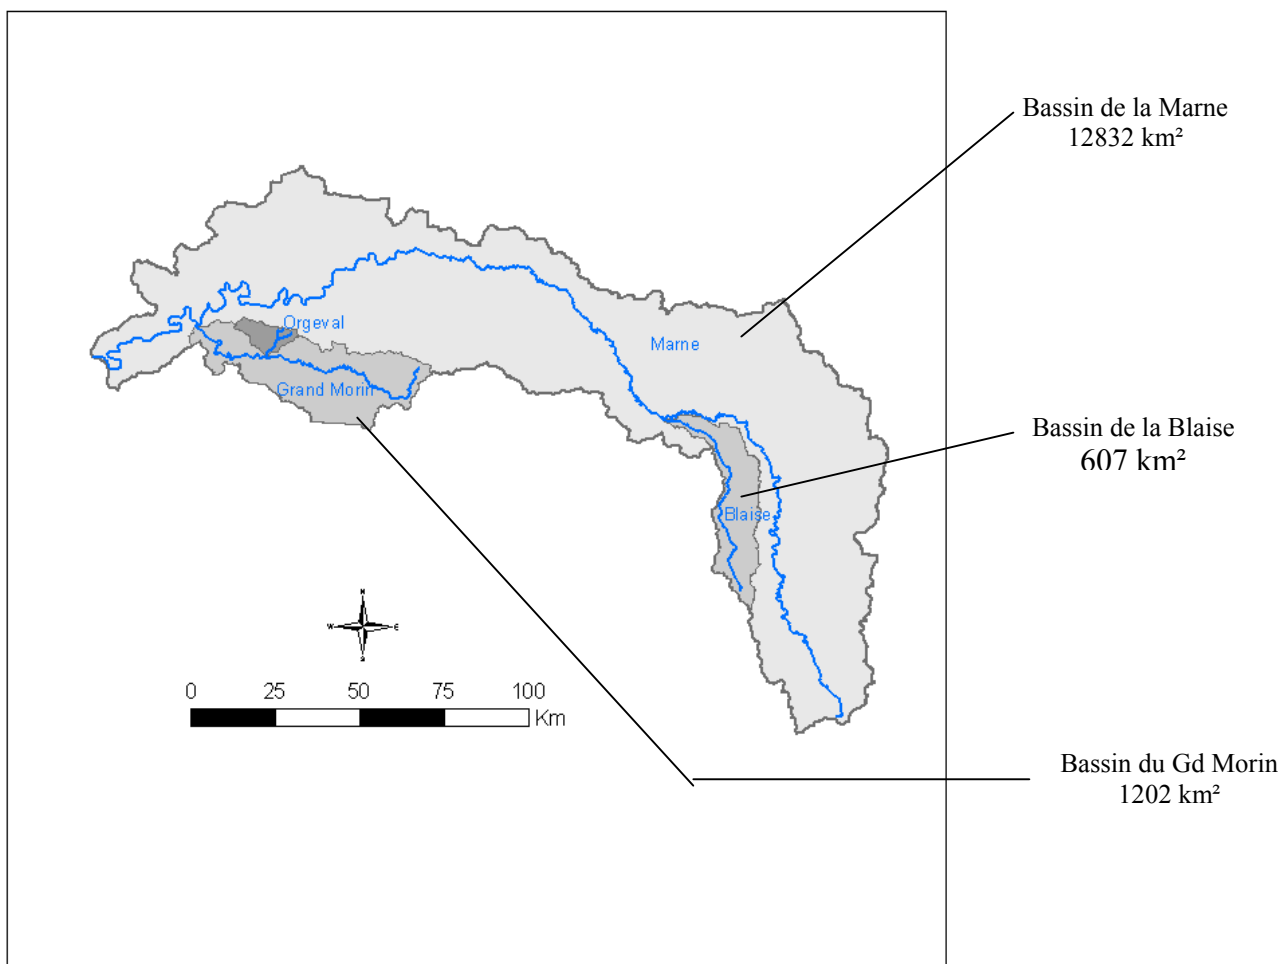 Bassin de la Marne
12832 km²
Orgeval
Marne
Grand Morin
Bassin de la Blaise
607 km²
Blaise
N
W E
S
0 25 50 75 100
Km
Bassin du Gd Morin
1202 km²